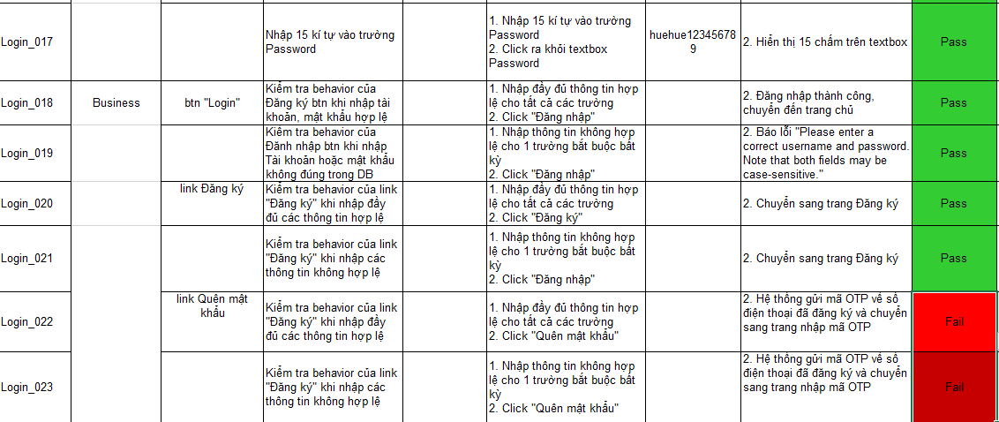 Login_017
Nhập 15 kí tự vào trường
Password
1. Nhập 15 kí tự vào trường
Password
2. Click ra khỏi textbox
Password
huehue12345678
9
2. Hiển thị 15 chấm trên textbox
Pass
Login_018
Business
btn "Login"
Kiểm tra behavior của
Đăng ký btn khi nhập tài
khoản, mật khẩu hợp lệ
1. Nhập đầy đủ thông tin hợp
lệ cho tất cả các trường
2. Click "Đăng nhập"
2. Đăng nhập thành công,
chuyển đến trang chủ
Pass
Login_019
Kiểm tra behavior của
Đănh nhập btn khi nhập
Tài khoản hoặc mật khẩu
không đúng trong DB
1. Nhập thông tin không hợp
lệ cho 1 trường bắt buộc bất
kỳ
2. Click "Đăng nhập"
2. Báo lỗi "Please enter a
correct username and password.
Note that both fields may be
case-sensitive."
Pass
Login_020
link Đăng ký
Kiểm tra behavior của link
"Đăng ký" khi nhập đầy
đủ các thông tin hợp lệ
1. Nhập đầy đủ thông tin hợp
lệ cho tất cả các trường
2. Click "Đăng ký"
2. Chuyển sang trang Đăng ký
Pass
Login_021
Kiểm tra behavior của link
"Đăng ký" khi nhập các
thông tin không hợp lệ
1. Nhập thông tin không hợp
lệ cho 1 trường bắt buộc bất
kỳ
2. Click "Đăng nhập"
2. Chuyển sang trang Đăng ký
Pass
Login_022
link Quên mật
khẩu
Kiểm tra behavior của link
"Đăng ký" khi nhập đầy
đủ các thông tin hợp lệ
1. Nhập đầy đủ thông tin hợp
lệ cho tất cả các trường
2. Click "Quên mật khẩu"
2. Hệ thống gửi mã OTP về số
điện thoại đã đăng ký và chuyển
sang trang nhập mã OTP
Fail
Login_023
Kiểm tra behavior của link
"Đăng ký" khi nhập các
thông tin không hợp lệ
1. Nhập thông tin không hợp
lệ cho 1 trường bắt buộc bất
kỳ
2. Click "Quên mật khẩu"
2. Hệ thống gửi mã OTP về số
điện thoại đã đăng ký và chuyển
sang trang nhập mã OTP
Fail